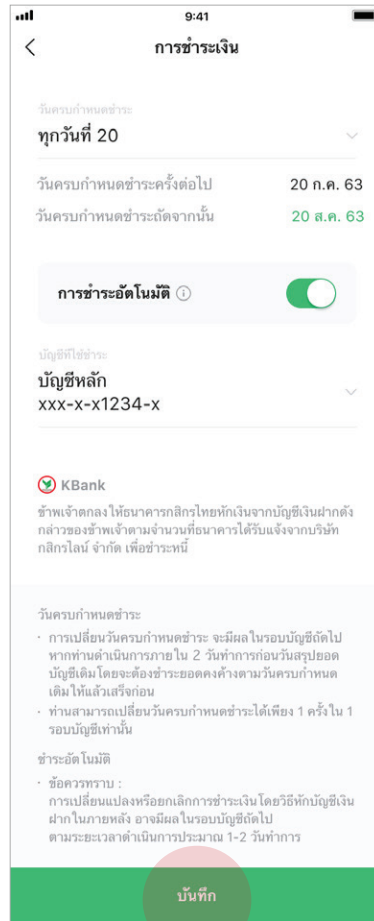 9:41
การชำระเงิน
วันครบกำหนดชำระ
ทุกวันที่ 20
วันครบกำหนดชำระครั้งต่อไป 20 ก.ค. 63
วันครบกำหนดชำระถัดจากนั้น 20 ส.ค. 63
การชำระอัตโนมัติ
บัญชีที่ใช้ชำระ
บัญชีหลัก
xxx-x-x1234-x
KBank
ข้าพเจ้าตกลงให้ธนาคารกสิกรไทยหักเงินจากบัญชีเงินฝากดัง
กล่าวของข้าพเจ้าตามจำนวนที่ธนาคารได้รับแจ้งจากบริษัท
กสิกรไลน์ จำกัด เพื่อชำระหนี้
วันครบกำหนดชำระ
· การเปลี่ยนวันครบกำหนดชำระ จะมีผลในรอบบัญชีถัดไป
หากท่านดำเนินการภายใน 2 วันทำการก่อนวันสรุปยอด
บัญชีเดิม โดยจะต้องชำระยอดคงค้างตามวันครบกำหนด
เดิมให้แล้วเสร็จก่อน
· ท่านสามารถเปลี่ยนวันครบกำหนดชำระได้เพียง 1 ครั้งใน 1
รอบบัญชีเท่านั้น
ชำระอัตโนมัติ
· ข้อควรทราบ :
การเปลี่ยนแปลงหรือยกเลิกการชำระเงินโดยวิธีหักบัญชีเงิน
ฝากในภายหลัง อาจมีผลในรอบบัญชีถัดไป
ตามระยะเวลาดำเนินการประมาณ 1-2 วันทำการ
บันทึก